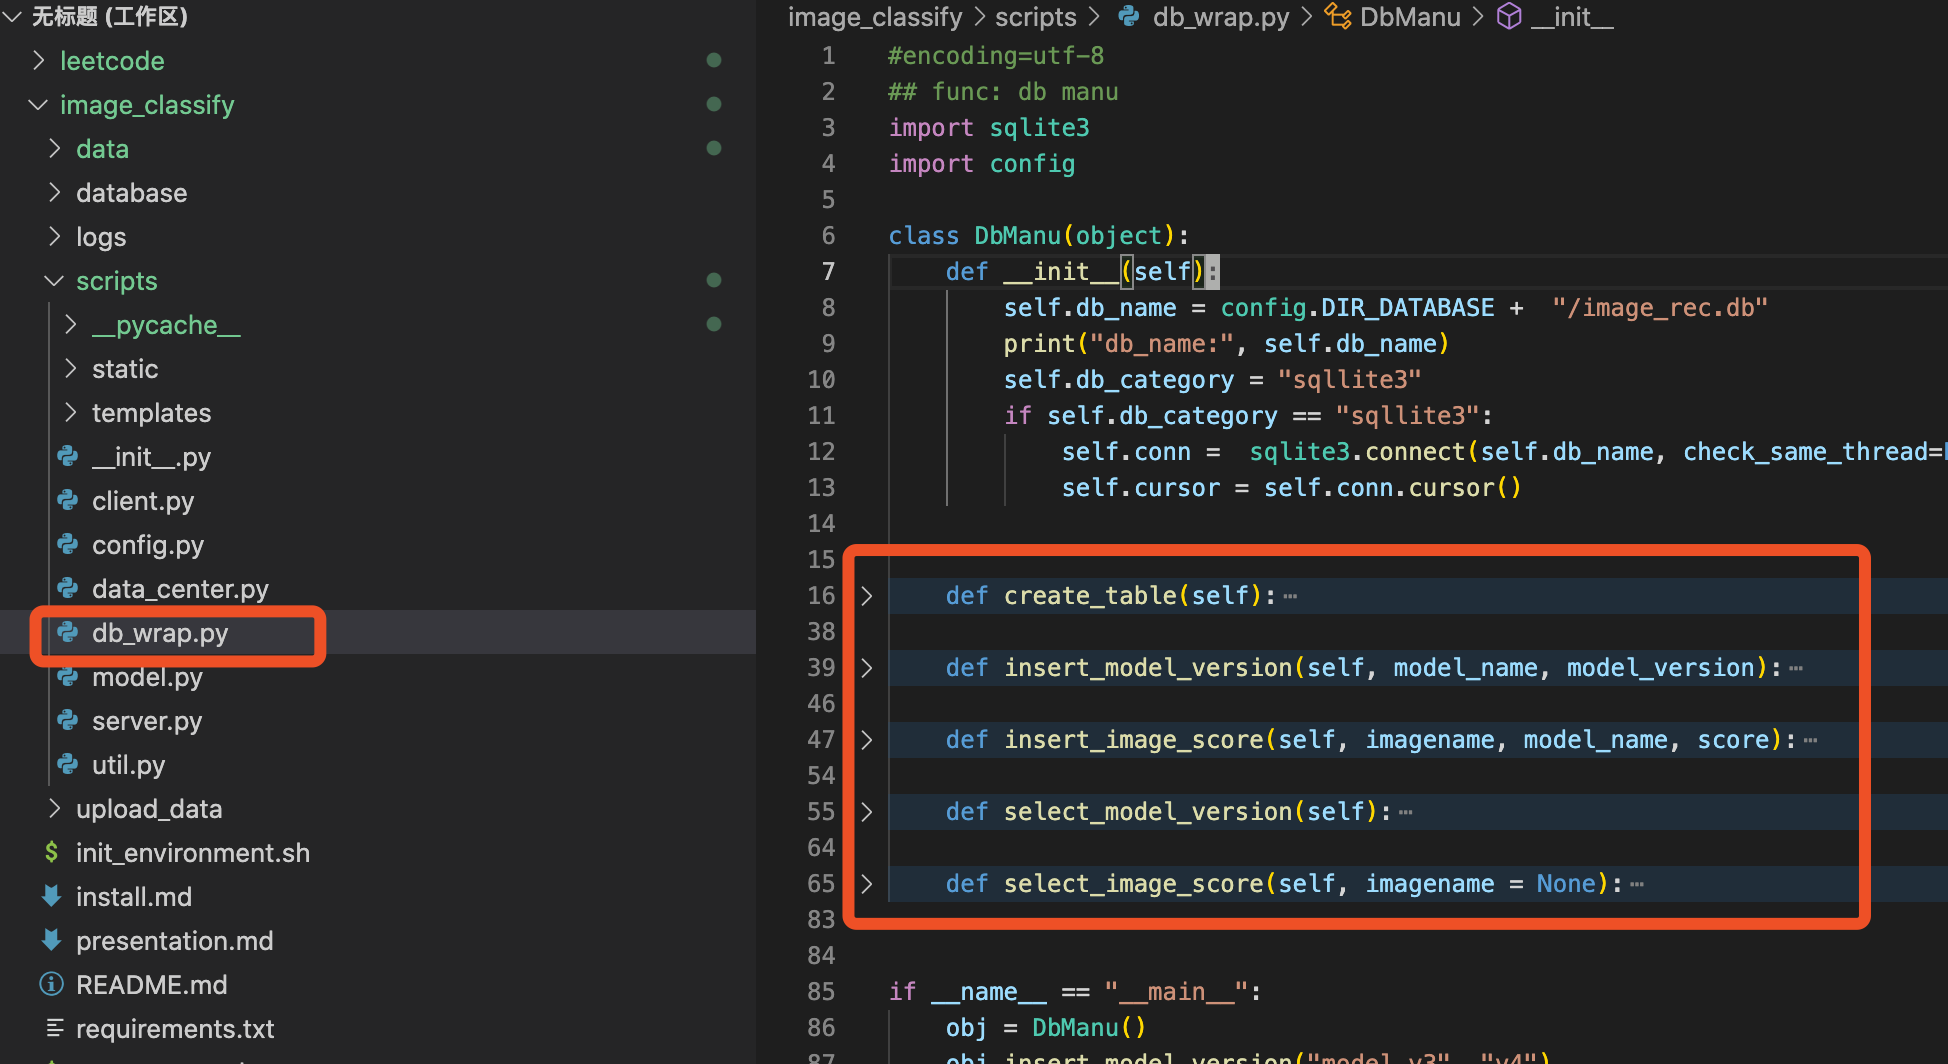 无标题 (工作区)
leetcode
image_classify
data
database
logs
scripts
__pycache__
static
templates
__init__.py
client.py
config.py
data_center.py
db_wrap.py
model.py
server.py
util.py
upload_data
init_environment.sh
install.md
presentation.md
README.md
requirements.txt
image_classify > scripts > db_wrap.py > DbManu > __init__
1 #encoding=utf-8
2 ## func: db manu
3 import sqlite3
4 import config
5
6 class DbManu(object):
7 def __init__(self):
8 self.db_name = config.DIR_DATABASE +  "/image_rec.db"
9 print("db_name:", self.db_name)
10 self.db_category = "sqllite3"
11 if self.db_category == "sqllite3":
12 self.conn =  sqlite3.connect(self.db_name, check_same_thread=
13 self.cursor = self.conn.cursor()
14
15
16 def create_table(self):…
38
39 def insert_model_version(self, model_name, model_version):…
46
47 def insert_image_score(self, imagename, model_name, score):…
54
55 def select_model_version(self):…
64
65 def select_image_score(self, imagename = None):…
83
84
85 if __name__ == "__main__":
86 obj = DbManu()
87 obj.insert_model_version("model_v3", "v4")